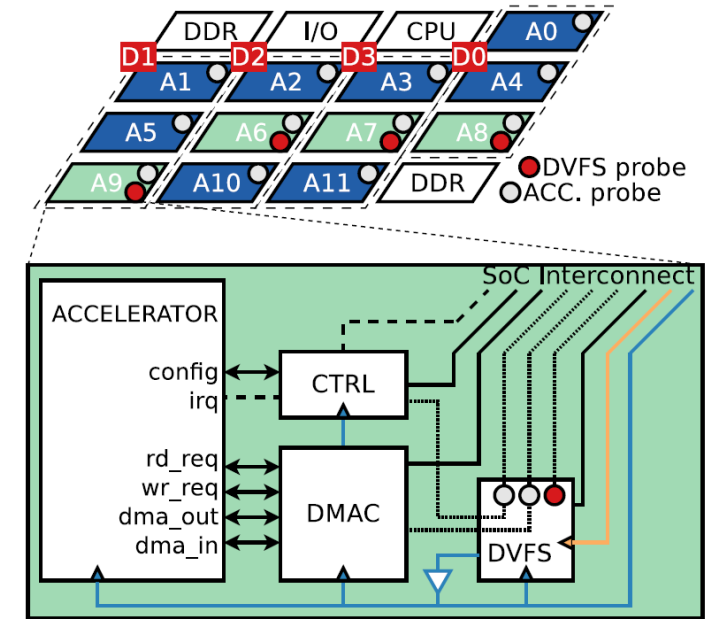 DDR I/O CPU A0
D1 D2 D3 D0
A1 A2 A3 A4
A5 A6 A7 A8
A9 A10 A11 DDR
DVFS probe
ACC. probe
SoC Interconnect
ACCELERATOR
config
irq
CTRL
rd_req
wr_req
dma_out
dma_in
DMAC
DVFS